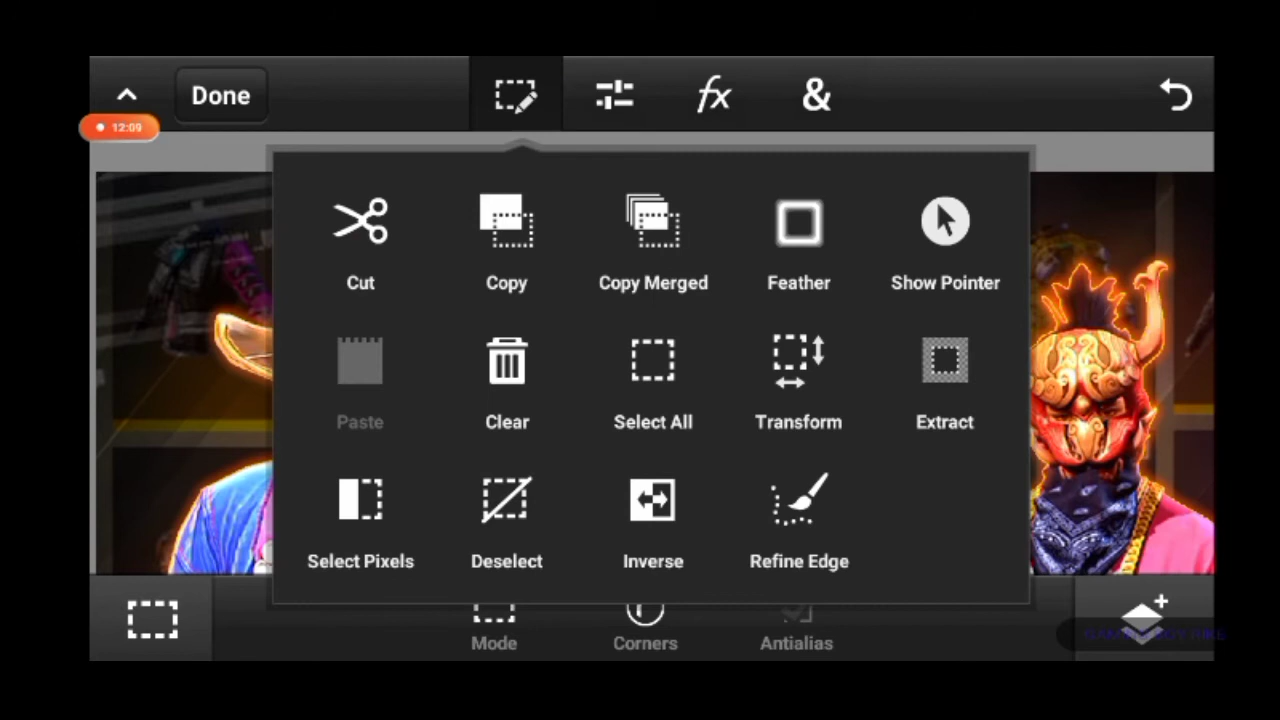 Done
fx
&
12:09
Cut
Copy
Copy Merged
Feather
Show Pointer
Paste
Clear
Select All
Transform
Extract
Select Pixels
Deselect
Inverse
Refine Edge
Mode
Corners
Antialias